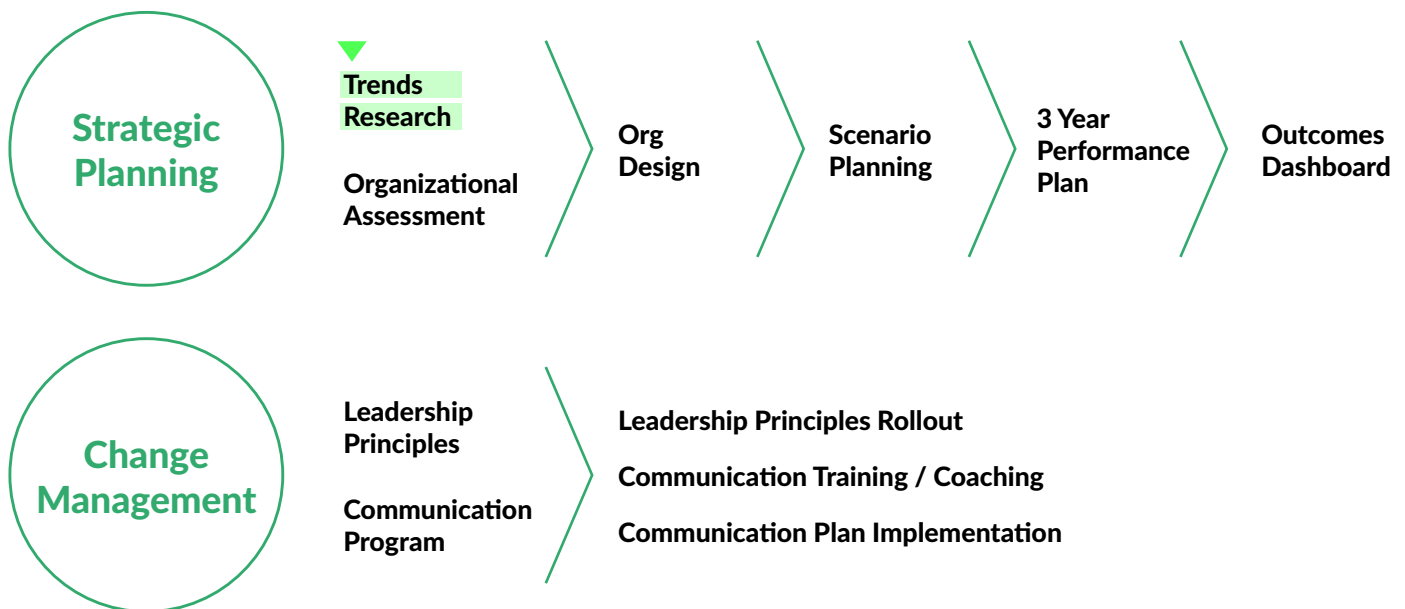 Strategic
Planning
Trends
Research
Organizational
Assessment
Org
Design
Scenario
Planning
3 Year
Performance
Plan
Outcomes
Dashboard
Change
Management
Leadership
Principles
Communication
Program
Leadership Principles Rollout
Communication Training / Coaching
Communication Plan Implementation